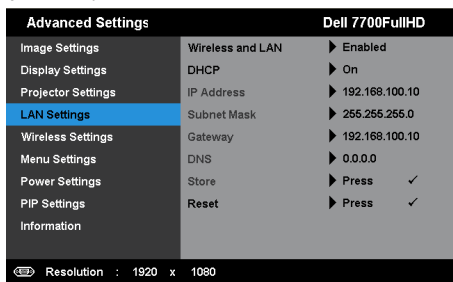 Advanced Settings Dell 7700FullHD
Image Settings Wireless and LAN Enabled
Display Settings DHCP On
Projector Settings IP Address 192.168.100.10
LAN Settings Subnet Mask 255.255.255.0
Wireless Settings Gateway 192.168.100.10
Menu Settings DNS 0.0.0.0
Power Settings Store Press ✓
PIP Settings Reset Press ✓
Information
Resolution : 1920 x 1080